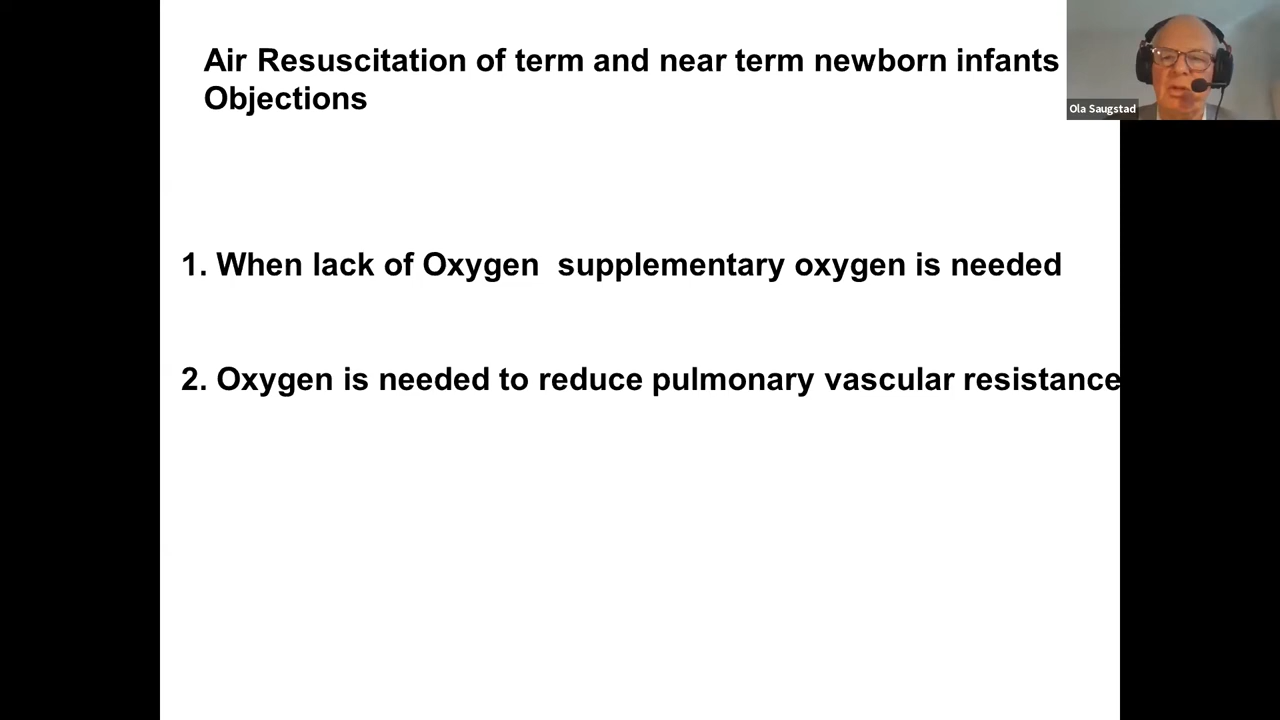 Air Resuscitation of term and near term newborn infants
Objections
Ola Saugstad
1. When lack of Oxygen  supplementary oxygen is needed
2. Oxygen is needed to reduce pulmonary vascular resistance